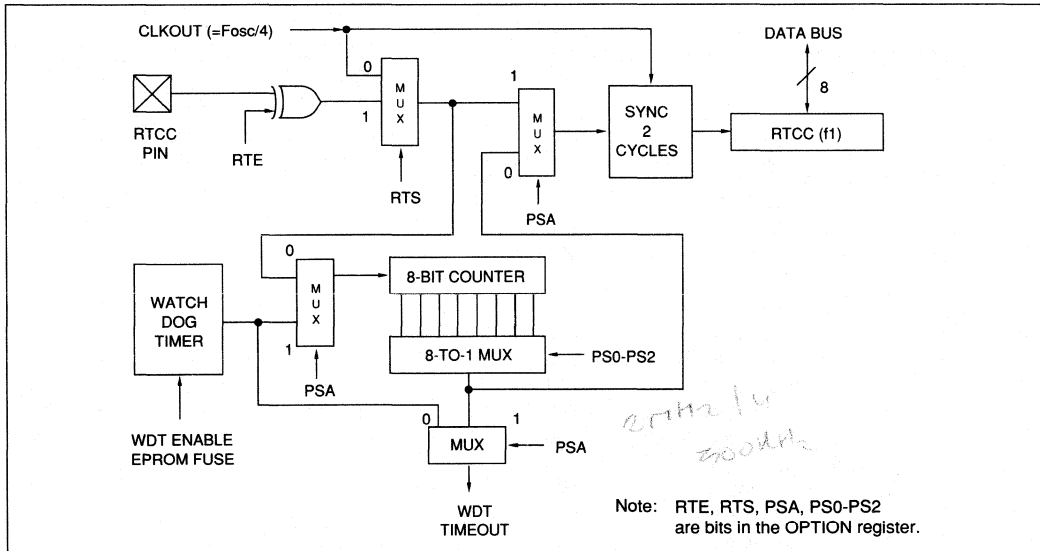 CLKOUT (=Fosc/4)
DATA BUS
0
8
1
MUX
MUX
SYNC
2
CYCLES
RTCC (f1)
1
RTCC
PIN
RTE
0
RTS
PSA
0
8-BIT COUNTER
WATCH
DOG
TIMER
MUX
1
8-TO-1 MUX
PS0-PS2
PSA
0
1
MUX
PSA
WDT ENABLE
EPROM FUSE
WDT
TIMEOUT
Note: RTE, RTS, PSA, PS0-PS2
are bits in the OPTION register.